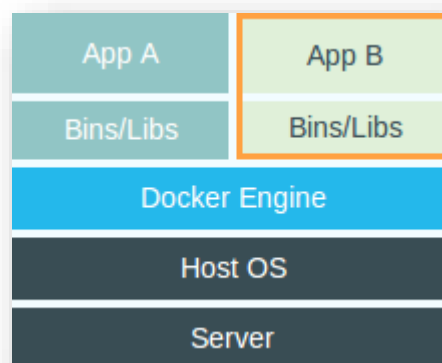 App A
App B
Bins/Libs
Bins/Libs
Docker Engine
Host OS
Server